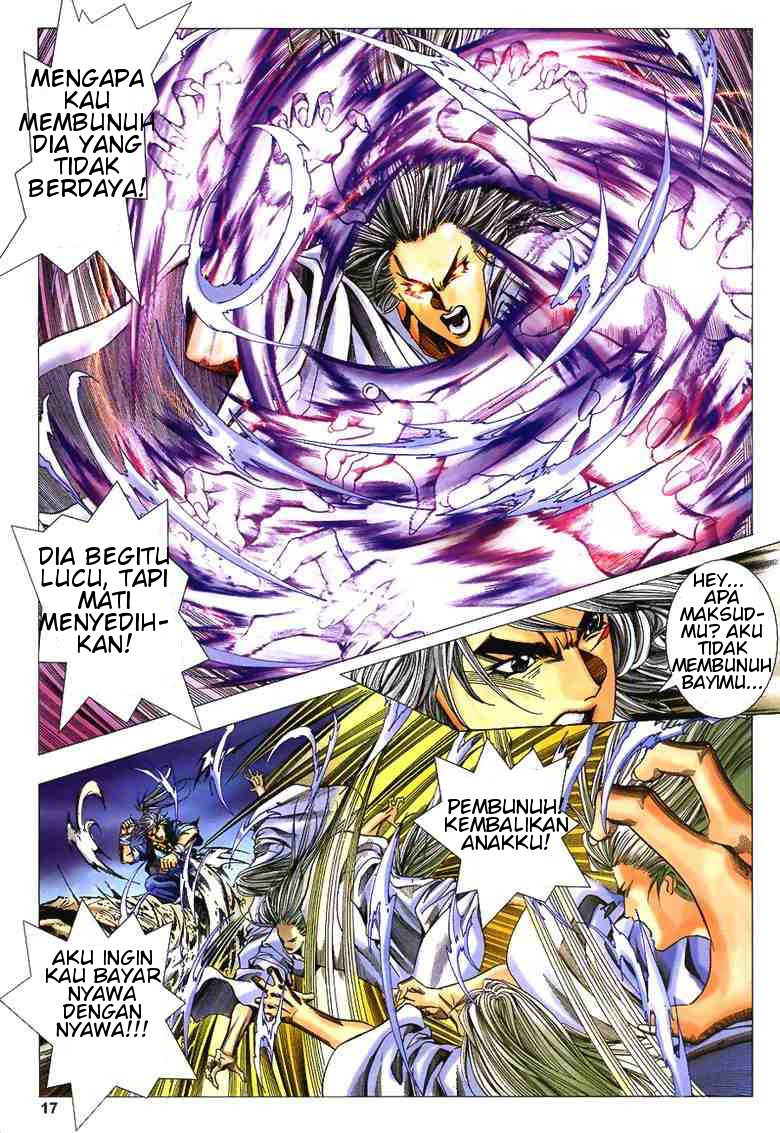 MENGAPA
KAU
MEMBUNUH
DIA YANG
TIDAK
BERDAYA!
DIA BEGITU
LUCU, TAPI
MATI
MENYEDIH-
KAN!
HEY...
APA
MAKSUD-
MU? AKU
TIDAK
MEMBUNUH
BAYIMU...
PEMBUNUH!
KEMBALIKAN
ANAKKU!
AKU INGIN
KAU BAYAR
NYAWA
DENGAN
NYAWA!!!
17